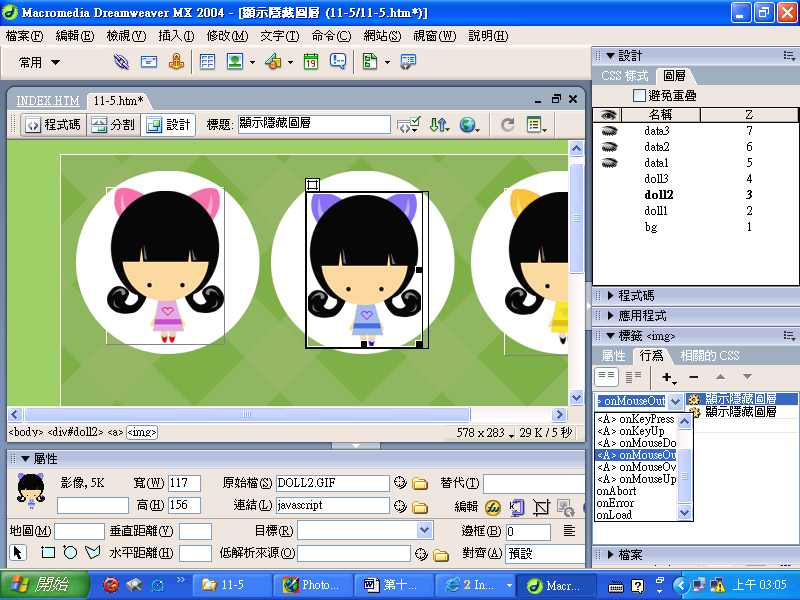 Macromedia Dreamweaver MX 2004 - [顯示隱藏圖層 (11-5/11-5.htm*)]
檔案(F) 編輯(E) 檢視(V) 插入(I) 修改(M) 文字(T) 命令(C) 網站(S) 視窗(W) 說明(H)
常用
INDEX.HTM 11-5.htm*
程式碼 分割 設計 標題: 顯示隱藏圖層
<body> <div#doll2> <a> <img> 578 x 283 29 K / 5 秒
屬性
影像, 5K 寬(W) 117 原始檔(S) DOLL2.GIF 替代(T)
高(H) 156 連結(L) javascript 編輯
地圖(M) 垂直距離(V) 目標(R) 邊框(B) 0
水平距離(H) 低解析來源(O) 對齊(A) 預設
設計
CSS 樣式 圖層
避免重疊
名稱 Z
data3 7
data2 6
data1 5
doll3 4
doll2 3
doll1 2
bg 1
程式碼
應用程式
標籤 <img>
屬性 行為 相關的 CSS
> onMouseOut 顯示隱藏圖層
顯示隱藏圖層
<A> onKeyPress
<A> onKeyUp
<A> onMouseDo
<A> onMouseOu
<A> onMouseOv
<A> onMouseUp
onAbort
onError
onLoad
檔案
開始 11-5 Photo... 第十... 2 In... Macr... 上午 03:05